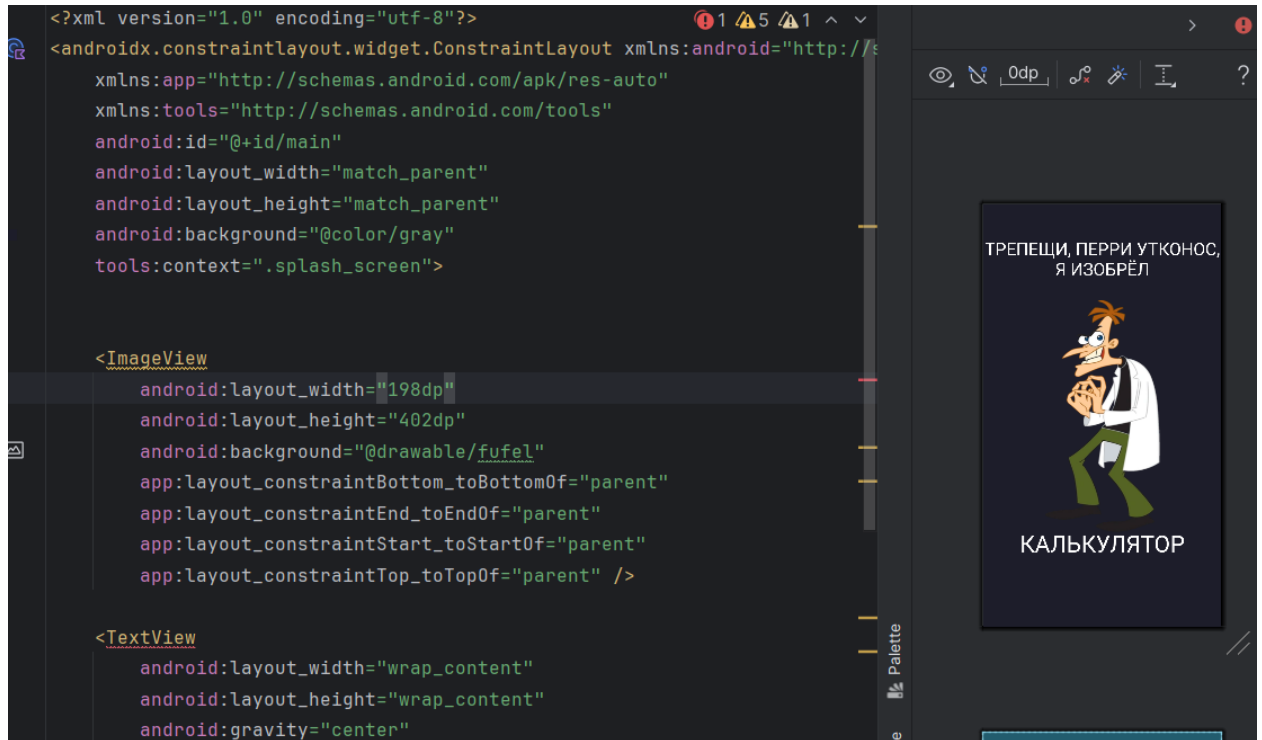 <?xml version="1.0" encoding="utf-8"?>
1 5 1
<androidx.constraintlayout.widget.ConstraintLayout xmlns:android="http://s
xmlns:app="http://schemas.android.com/apk/res-auto"
xmlns:tools="http://schemas.android.com/tools"
android:id="@+id/main"
android:layout_width="match_parent"
android:layout_height="match_parent"
android:background="@color/gray"
tools:context=".splash_screen">
<ImageView
android:layout_width="198dp"
android:layout_height="402dp"
android:background="@drawable/fufel"
app:layout_constraintBottom_toBottomOf="parent"
app:layout_constraintEnd_toEndOf="parent"
app:layout_constraintStart_toStartOf="parent"
app:layout_constraintTop_toTopOf="parent" />
<TextView
android:layout_width="wrap_content"
android:layout_height="wrap_content"
android:gravity="center"
Palette
0dp
?
ТРЕПЕЩИ, ПЕРРИ УТКОНОС,
Я ИЗОБРЁЛ
КАЛЬКУЛЯТОР